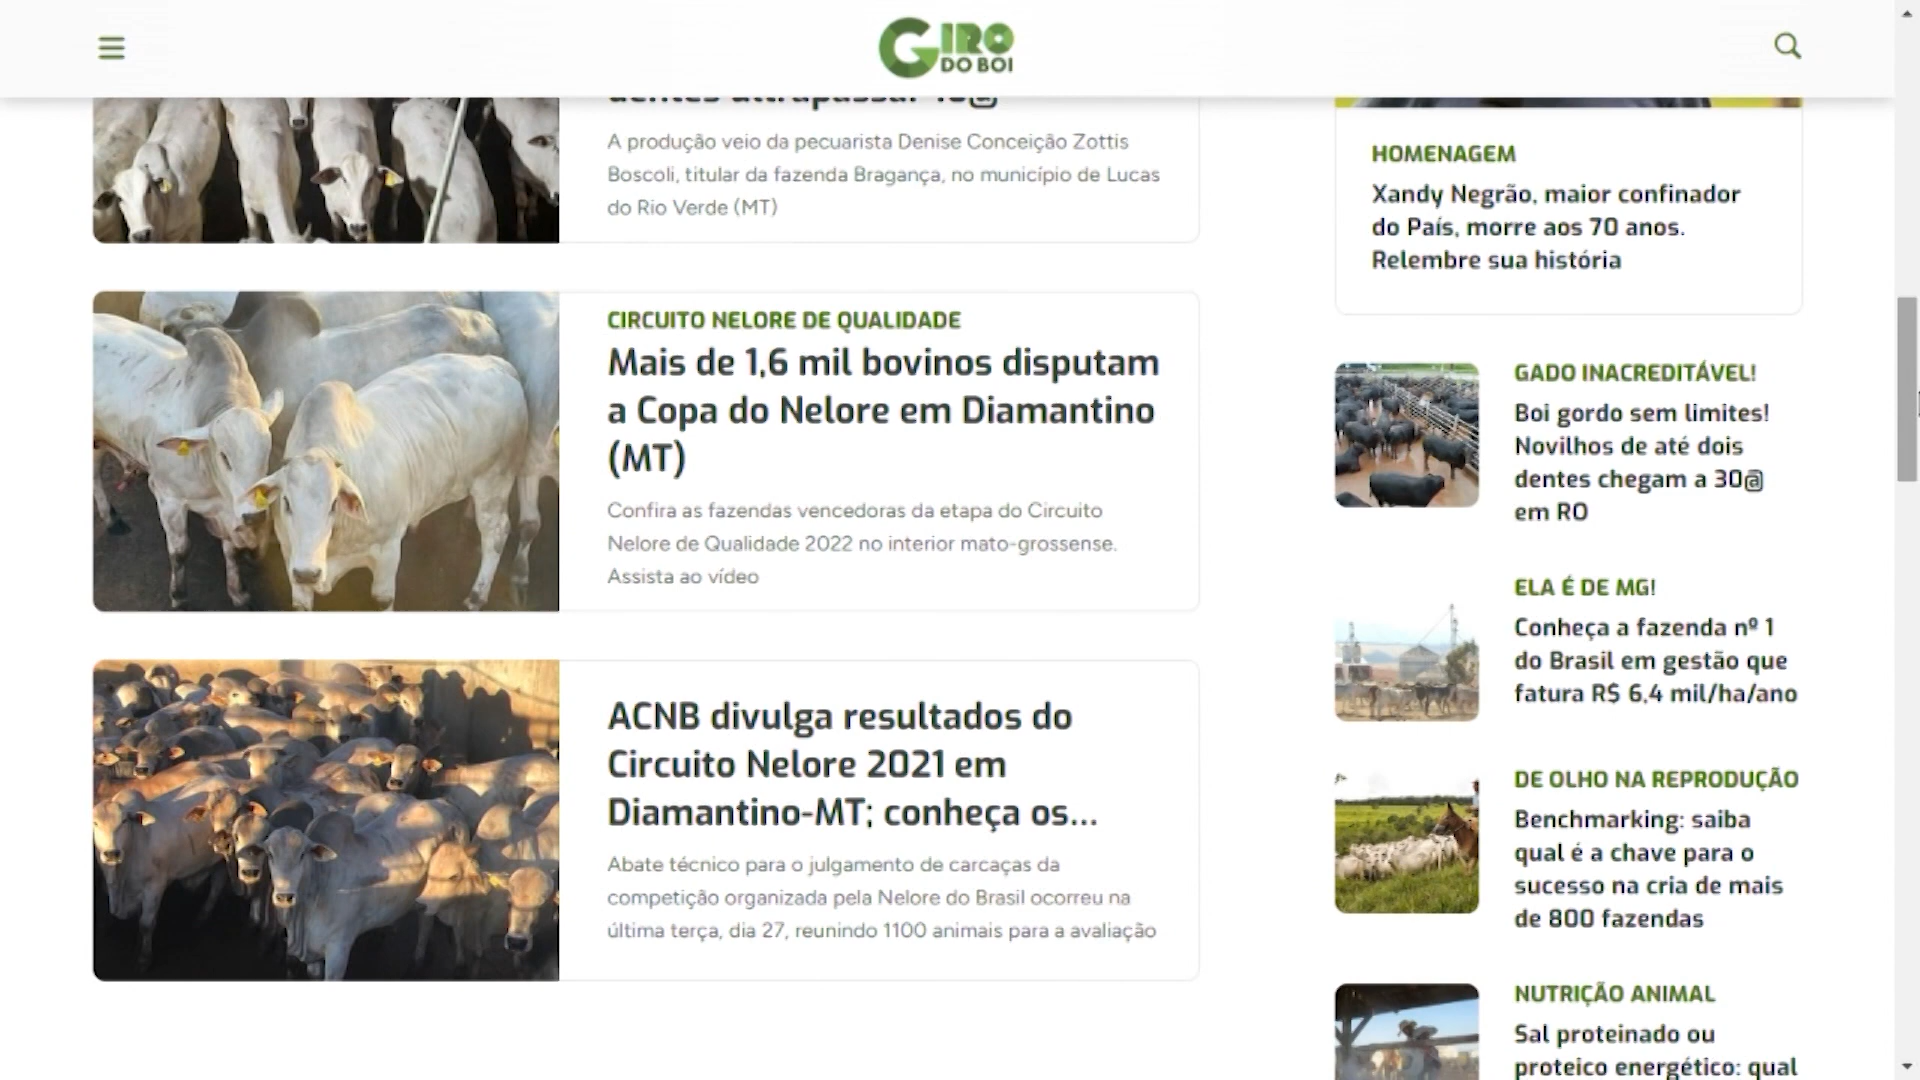 GIRO
DO BOI
A produção veio da pecuarista Denise Conceição Zottis
Boscoli, titular da fazenda Bragança, no município de Lucas
do Rio Verde (MT)
CIRCUITO NELORE DE QUALIDADE
Mais de 1,6 mil bovinos disputam
a Copa do Nelore em Diamantino
(MT)
Confira as fazendas vencedoras da etapa do Circuito
Nelore de Qualidade 2022 no interior mato-grossense.
Assista ao vídeo
ACNB divulga resultados do
Circuito Nelore 2021 em
Diamantino-MT; conheça os...
Abate técnico para o julgamento de carcaças da
competição organizada pela Nelore do Brasil ocorreu na
última terça, dia 27, reunindo 1100 animais para a avaliação
HOMENAGEM
Xandy Negrão, maior confinador
do País, morre aos 70 anos.
Relembre sua história
GADO INACREDITÁVEL!
Boi gordo sem limites!
Novilhos de até dois
dentes chegam a 30@
em RO
ELA É DE MG!
Conheça a fazenda nº 1
do Brasil em gestão que
fatura R$ 6,4 mil/ha/ano
DE OLHO NA REPRODUÇÃO
Benchmarking: saiba
qual é a chave para o
sucesso na cria de mais
de 800 fazendas
NUTRIÇÃO ANIMAL
Sal proteinado ou
proteico energético: qual